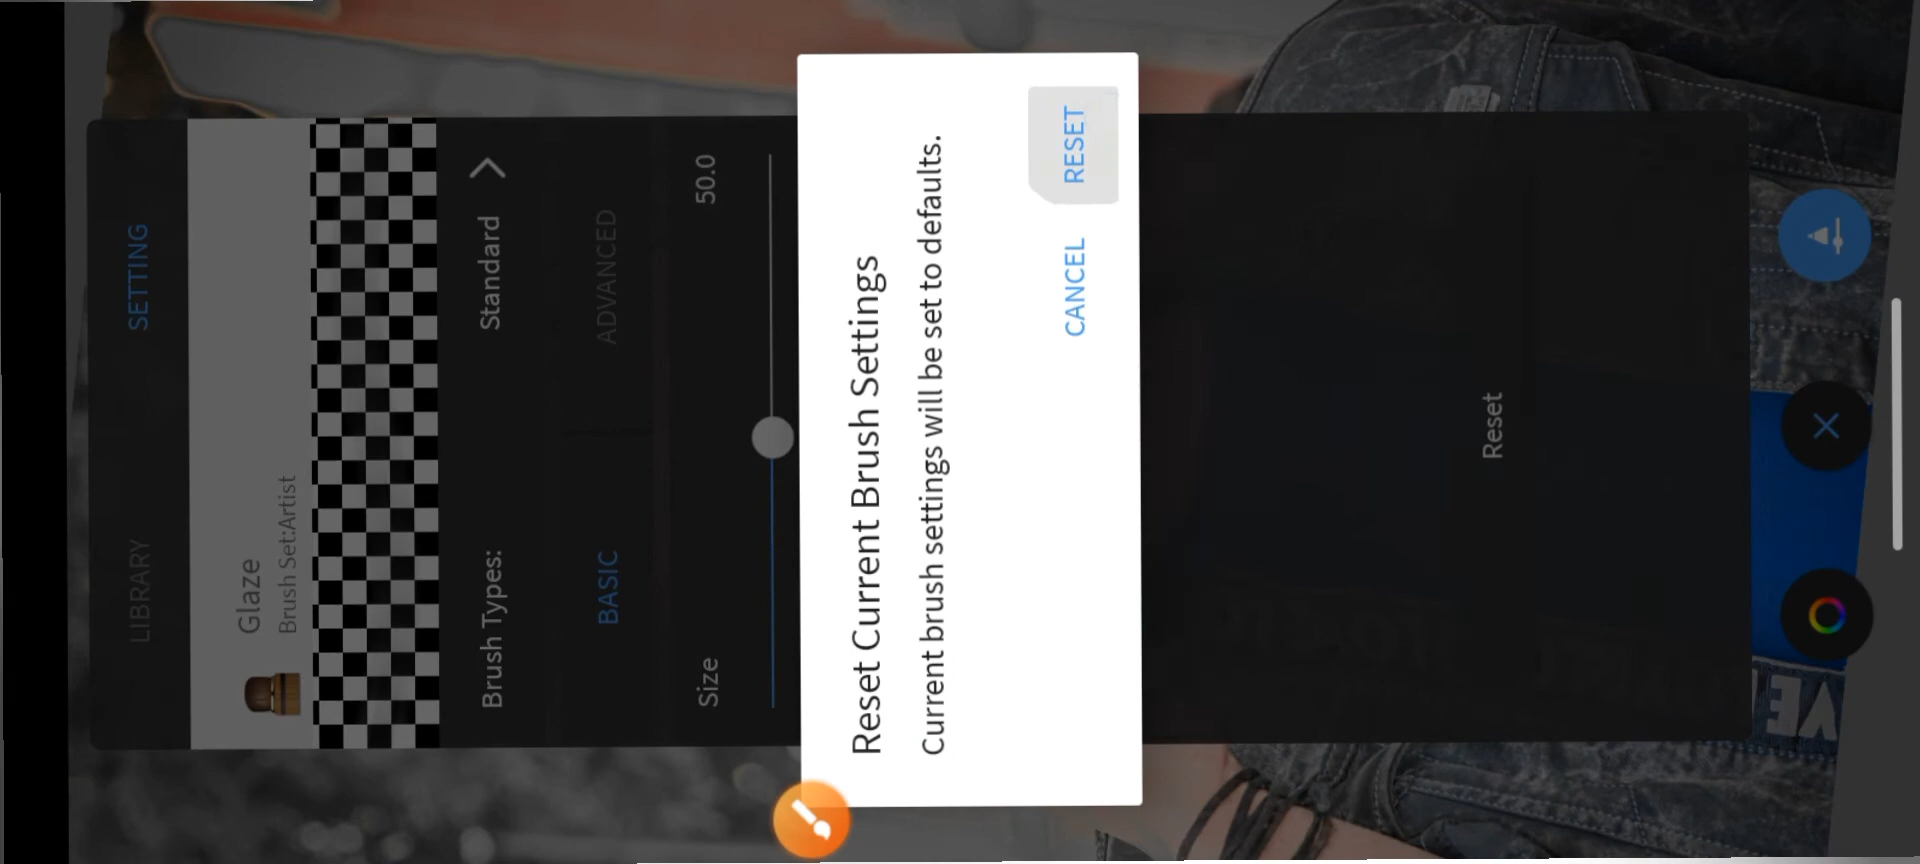 LIBRARY
SETTING
Glaze
Brush Set:Artist
Brush Types:
Standard
BASIC
ADVANCED
Size
50.0
Reset Current Brush Settings
Current brush settings will be set to defaults.
CANCEL
RESET
Reset
VE